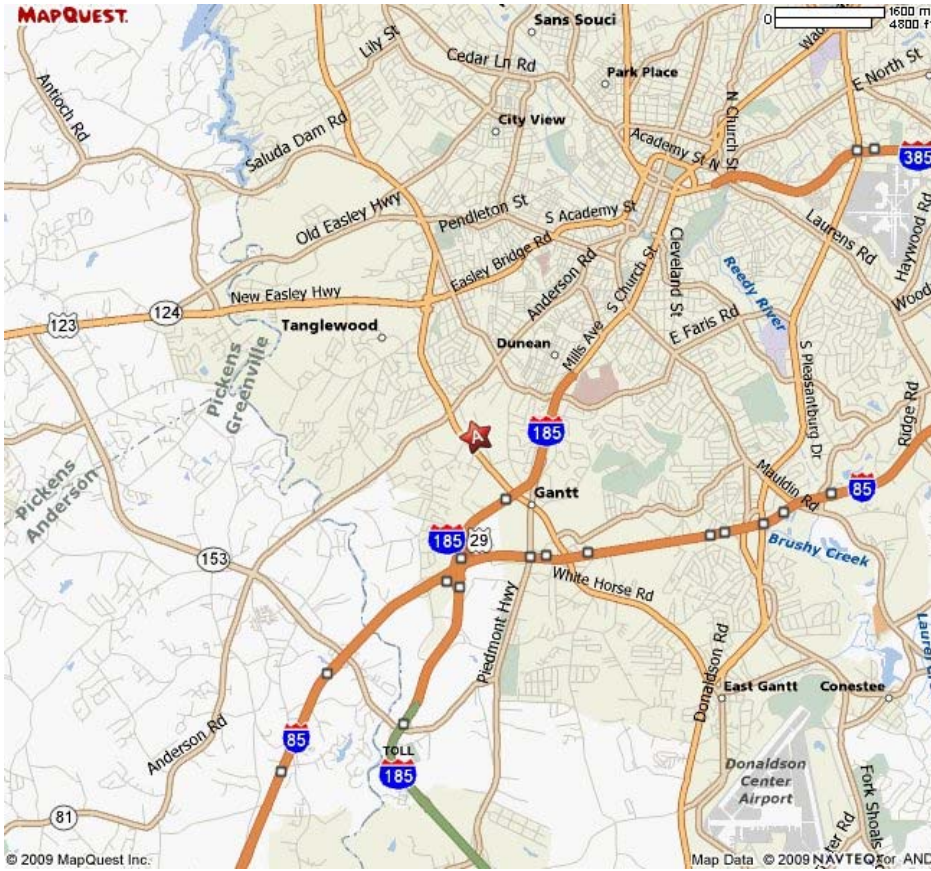 MAPQUEST.
0
1600 m
4800 ft
Sans Souci
Lily St
Cedar Ln Rd
Park Place
E North St
Antioch Rd
City View
N Church St
Academy St N
Saluda Dam Rd
385
Old Easley Hwy
Pendleton St
S Academy St
Laurens Rd
Haywood Rd
Easley Bridge Rd
Anderson Rd
S Church St
Cleveland St
Reedy River
New Easley Hwy
124
123
Tanglewood
Dunean
Mills Ave
E Faris Rd
S Pleasantburg Dr
Pickens
Greenville
Ridge Rd
A
185
Pickens
Anderson
Gantt
Mauldin Rd
85
185
29
Brushy Creek
153
White Horse Rd
Piedmont Hwy
Donaldson Rd
East Gantt
Conestee
Anderson Rd
85
TOLL
185
Donaldson
Center
Airport
Fork Shoals
81
© 2009 MapQuest Inc.
Map Data © 2009 NAVTEQ or AND